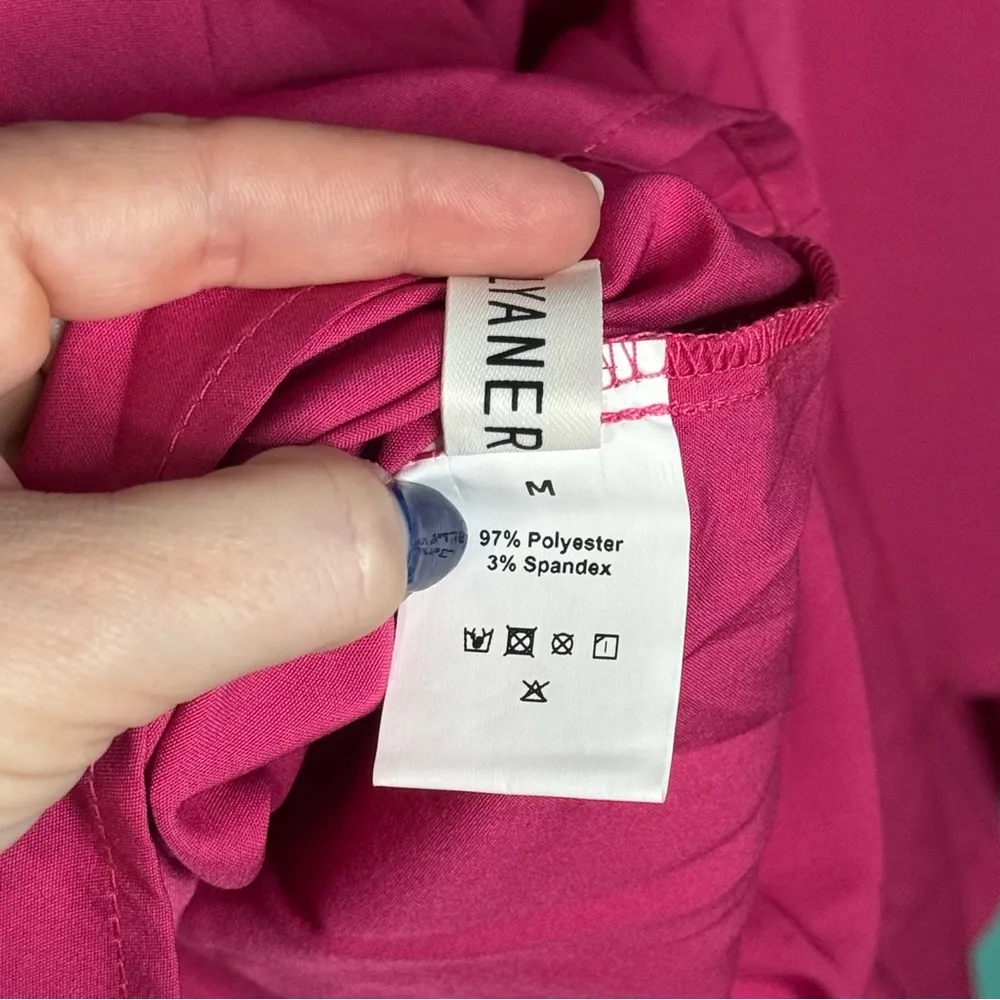 LYANER
M
97% Polyester
3% Spandex